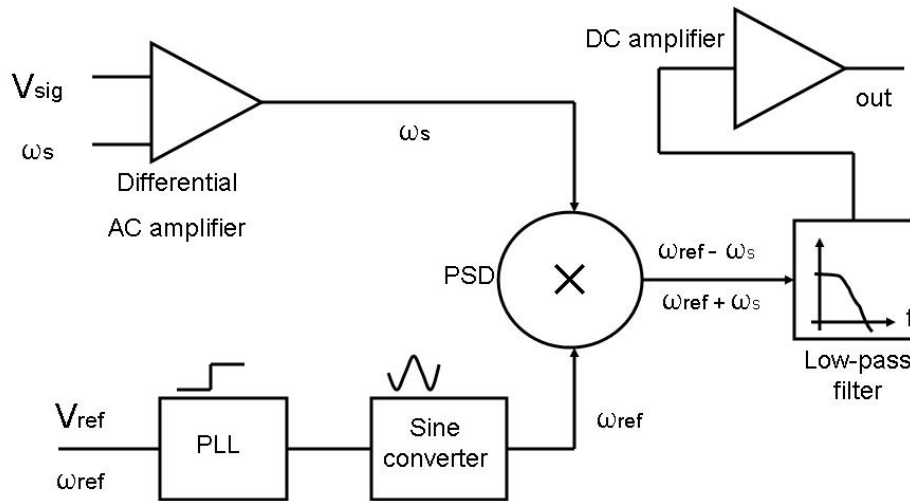 Vsig
ωs
Differential
AC amplifier
ωs
DC amplifier
out
PSD
×
ωref - ωs
ωref + ωs
f
Low-pass
filter
Vref
ωref
PLL
Sine
converter
ωref